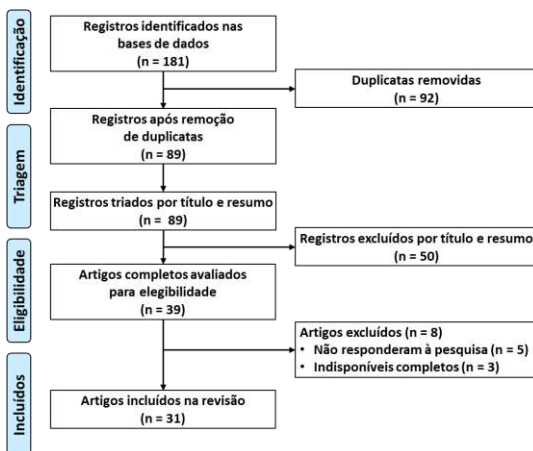 Identificação
Registros identificados nas
bases de dados
(n = 181)
Duplicatas removidas
(n = 92)
Triagem
Registros após remoção
de duplicatas
(n = 89)
Registros triados por título e resumo
(n = 89)
Registros excluídos por título e resumo
(n = 50)
Eligibilidade
Artigos completos avaliados
para elegibilidade
(n = 39)
Artigos excluídos (n = 8)
• Não responderam à pesquisa (n = 5)
• Indisponíveis completos (n = 3)
Incluídos
Artigos incluídos na revisão
(n = 31)